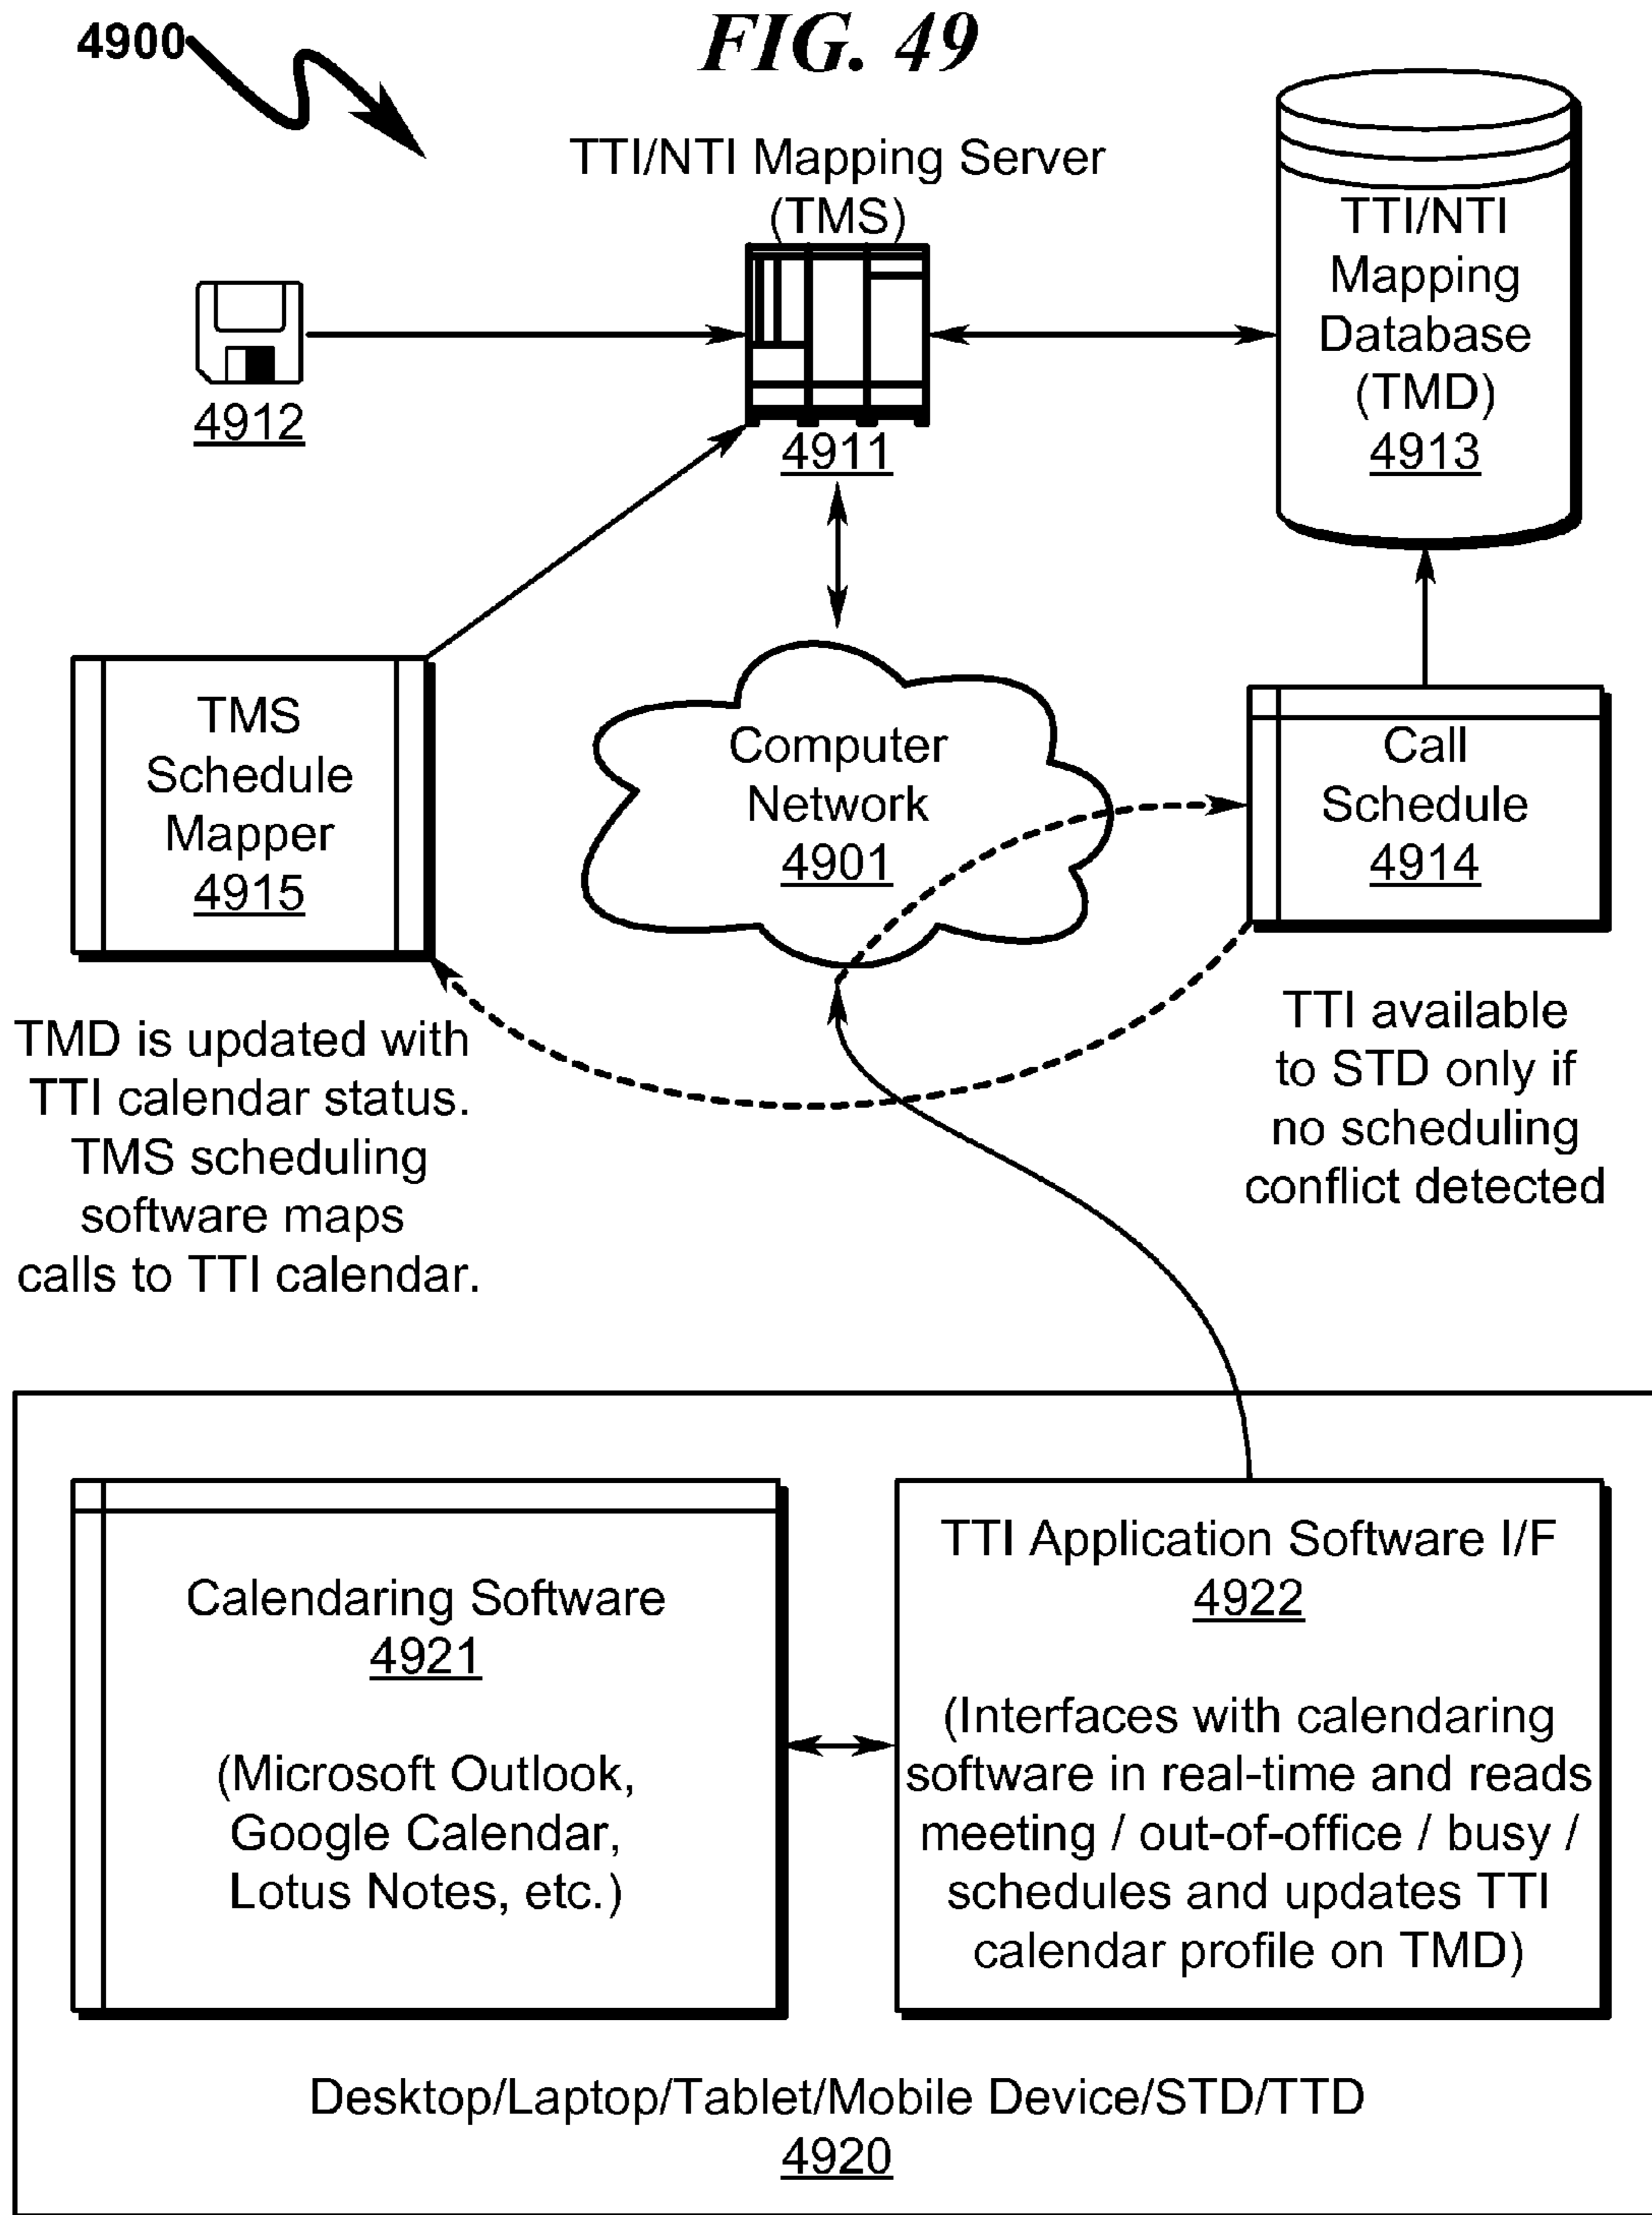 4900
FIG. 49
TTI/NTI Mapping Server
(TMS)
4911
4912
TTI/NTI
Mapping
Database
(TMD)
4913
TMS
Schedule
Mapper
4915
Computer
Network
4901
Call
Schedule
4914
TMD is updated with
TTI calendar status.
TMS scheduling
software maps
calls to TTI calendar.
TTI available
to STD only if
no scheduling
conflict detected
Calendaring Software
4921
(Microsoft Outlook,
Google Calendar,
Lotus Notes, etc.)
TTI Application Software I/F
4922
(Interfaces with calendaring
software in real-time and reads
meeting / out-of-office / busy /
schedules and updates TTI
calendar profile on TMD)
Desktop/Laptop/Tablet/Mobile Device/STD/TTD
4920